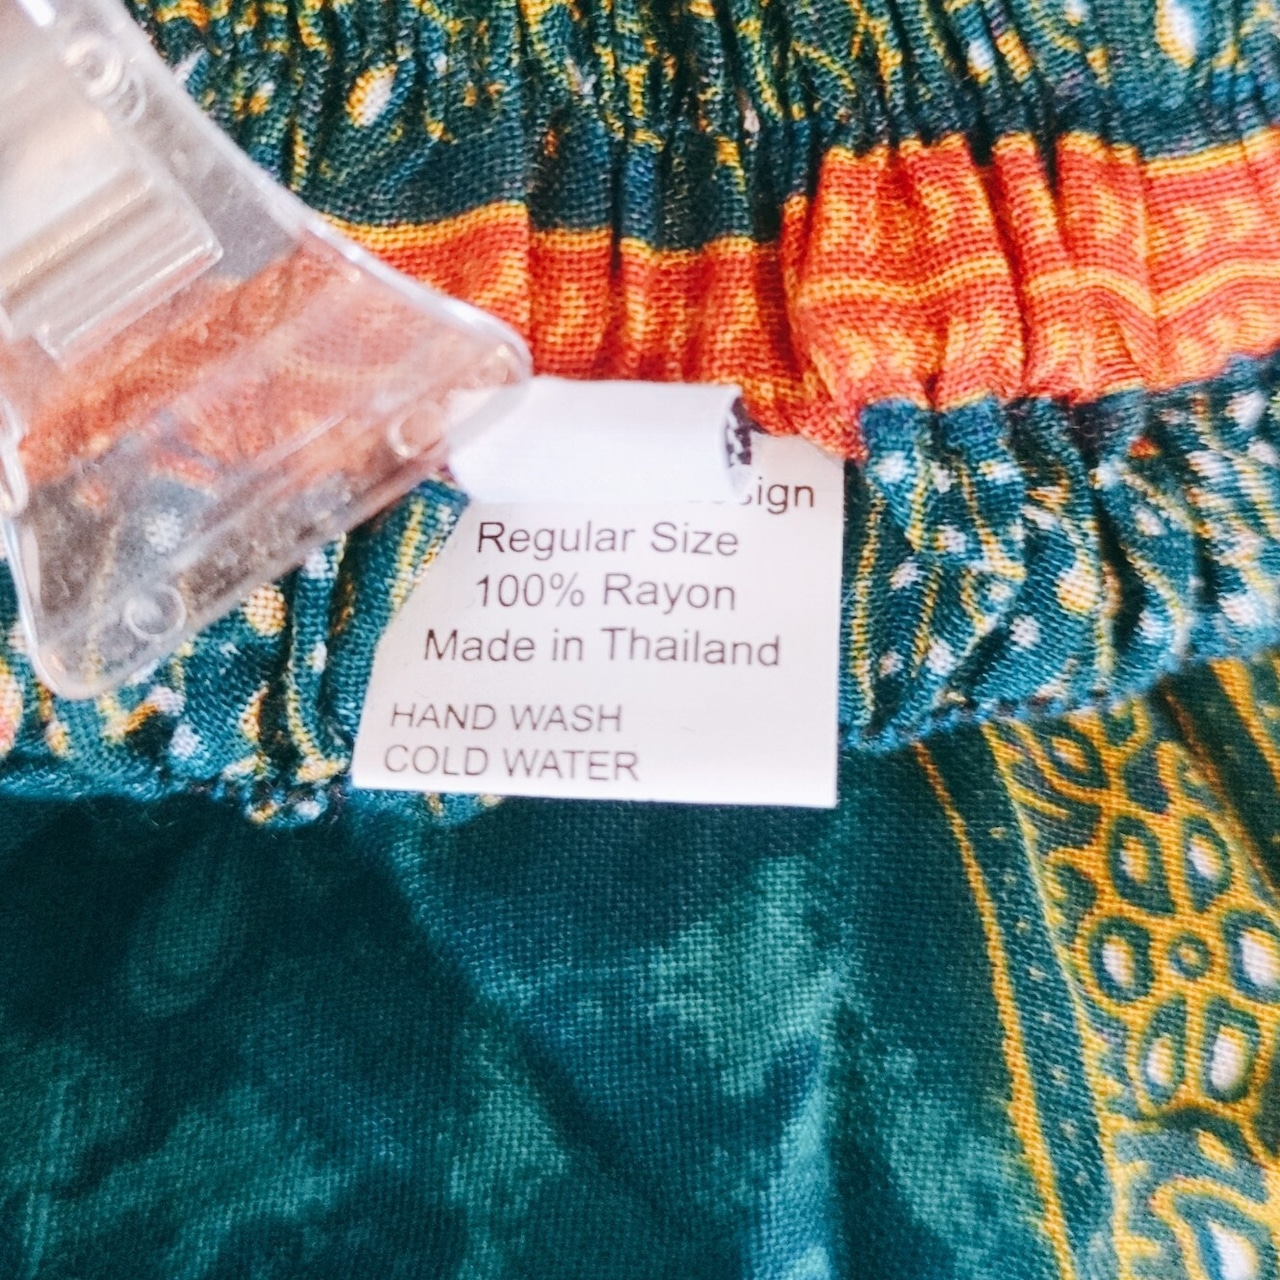 Regular Size
100% Rayon
Made in Thailand
HAND WASH
COLD WATER